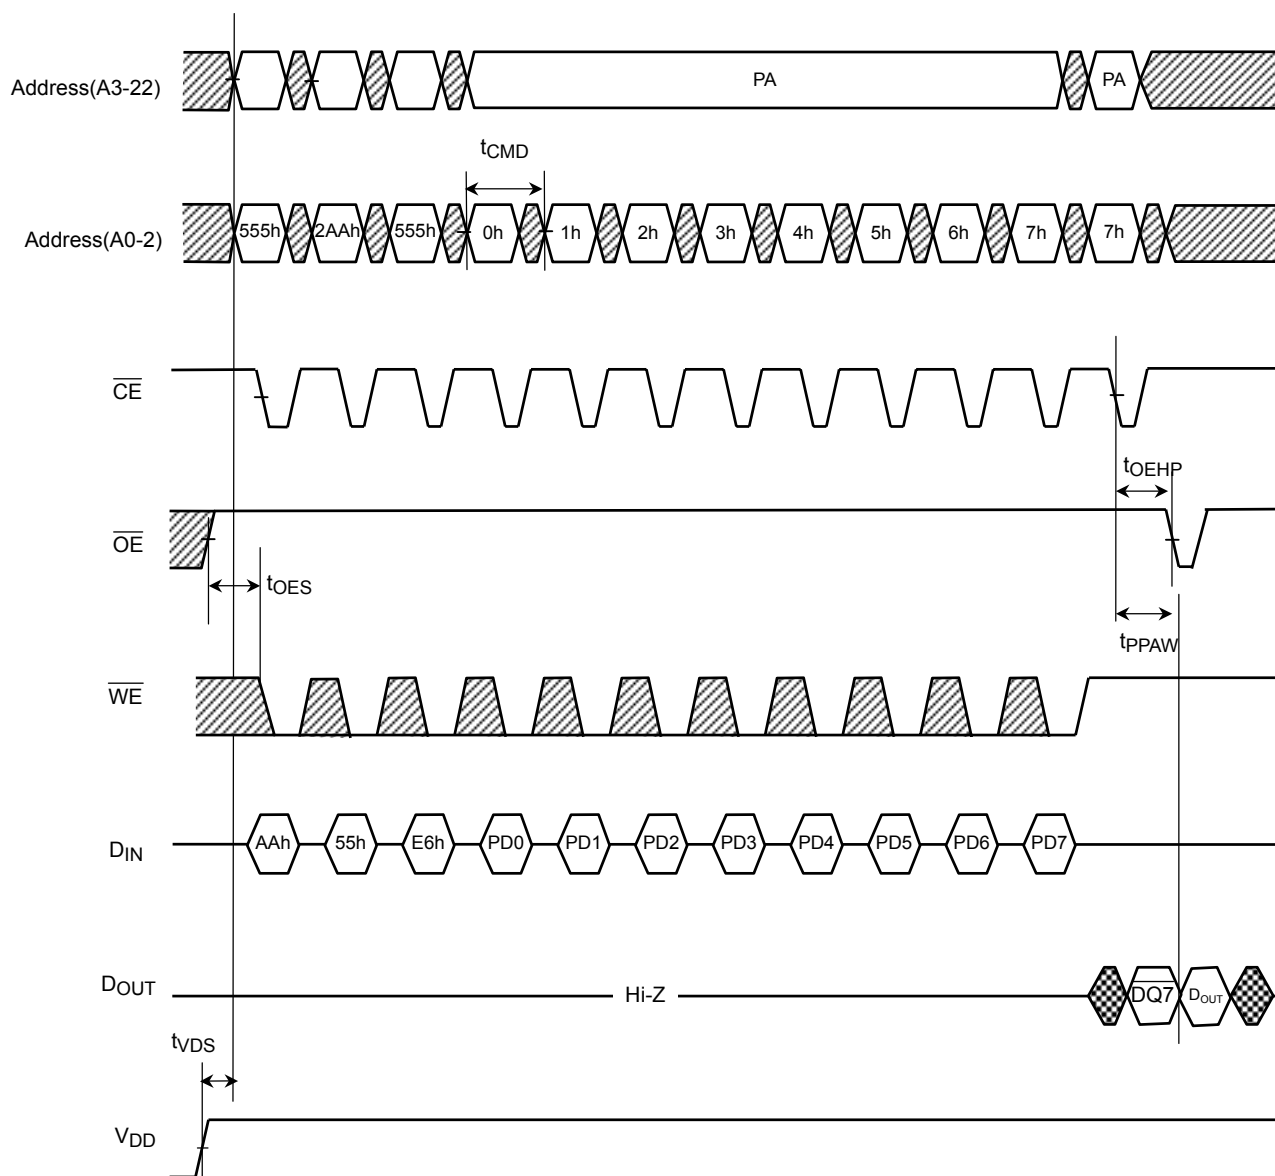 Address(A3-22) PA PA
tCMD
Address(A0-2) 555h 2AAh 555h 0h 1h 2h 3h 4h 5h 6h 7h 7h
CE
tOEHP
OE
tOES
tPPAW
WE
DIN AAh 55h E6h PD0 PD1 PD2 PD3 PD4 PD5 PD6 PD7
DOUT Hi-Z DQ7 DOUT
tVDS
VDD